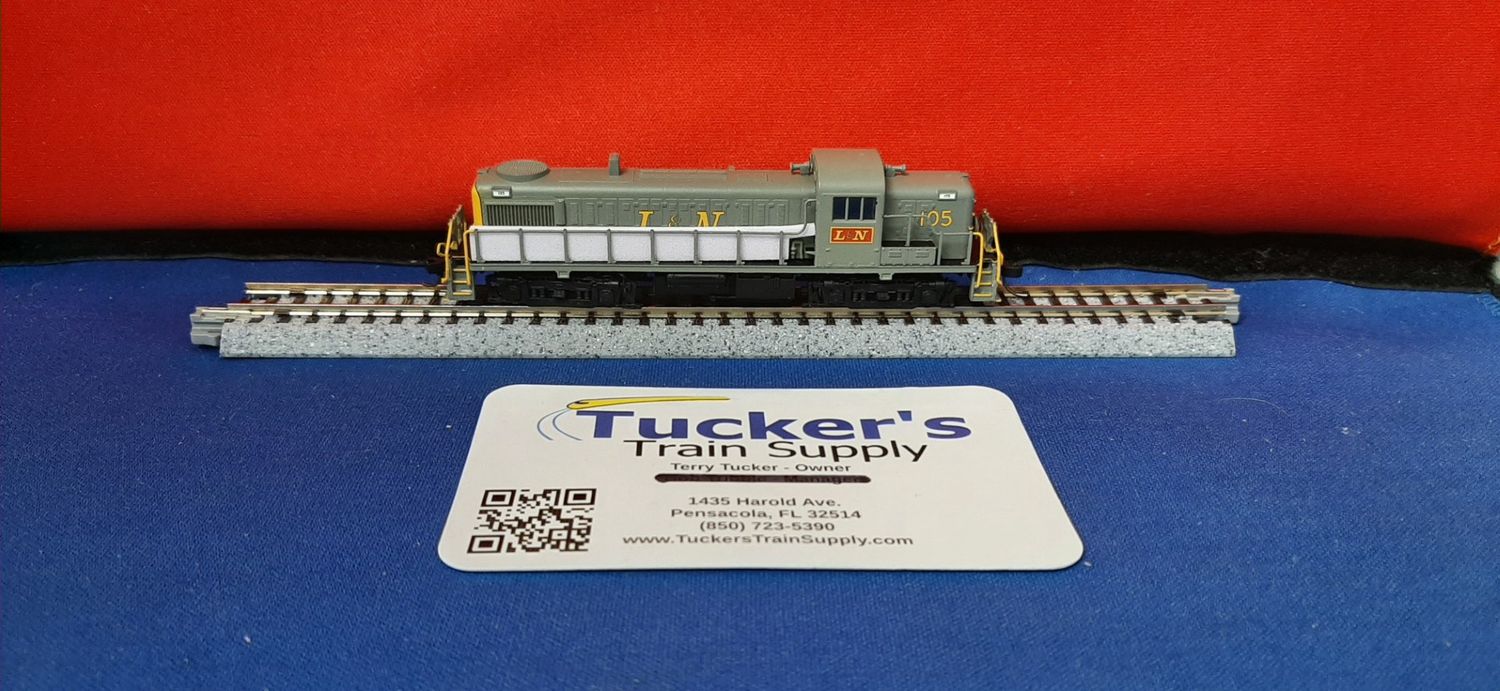 L&N
105
L&N
Tucker's
Train Supply
Terry Tucker - Owner
Manager
1435 Harold Ave.
Pensacola, FL 32514
(850) 723-5390
www.TuckersTrainSupply.com